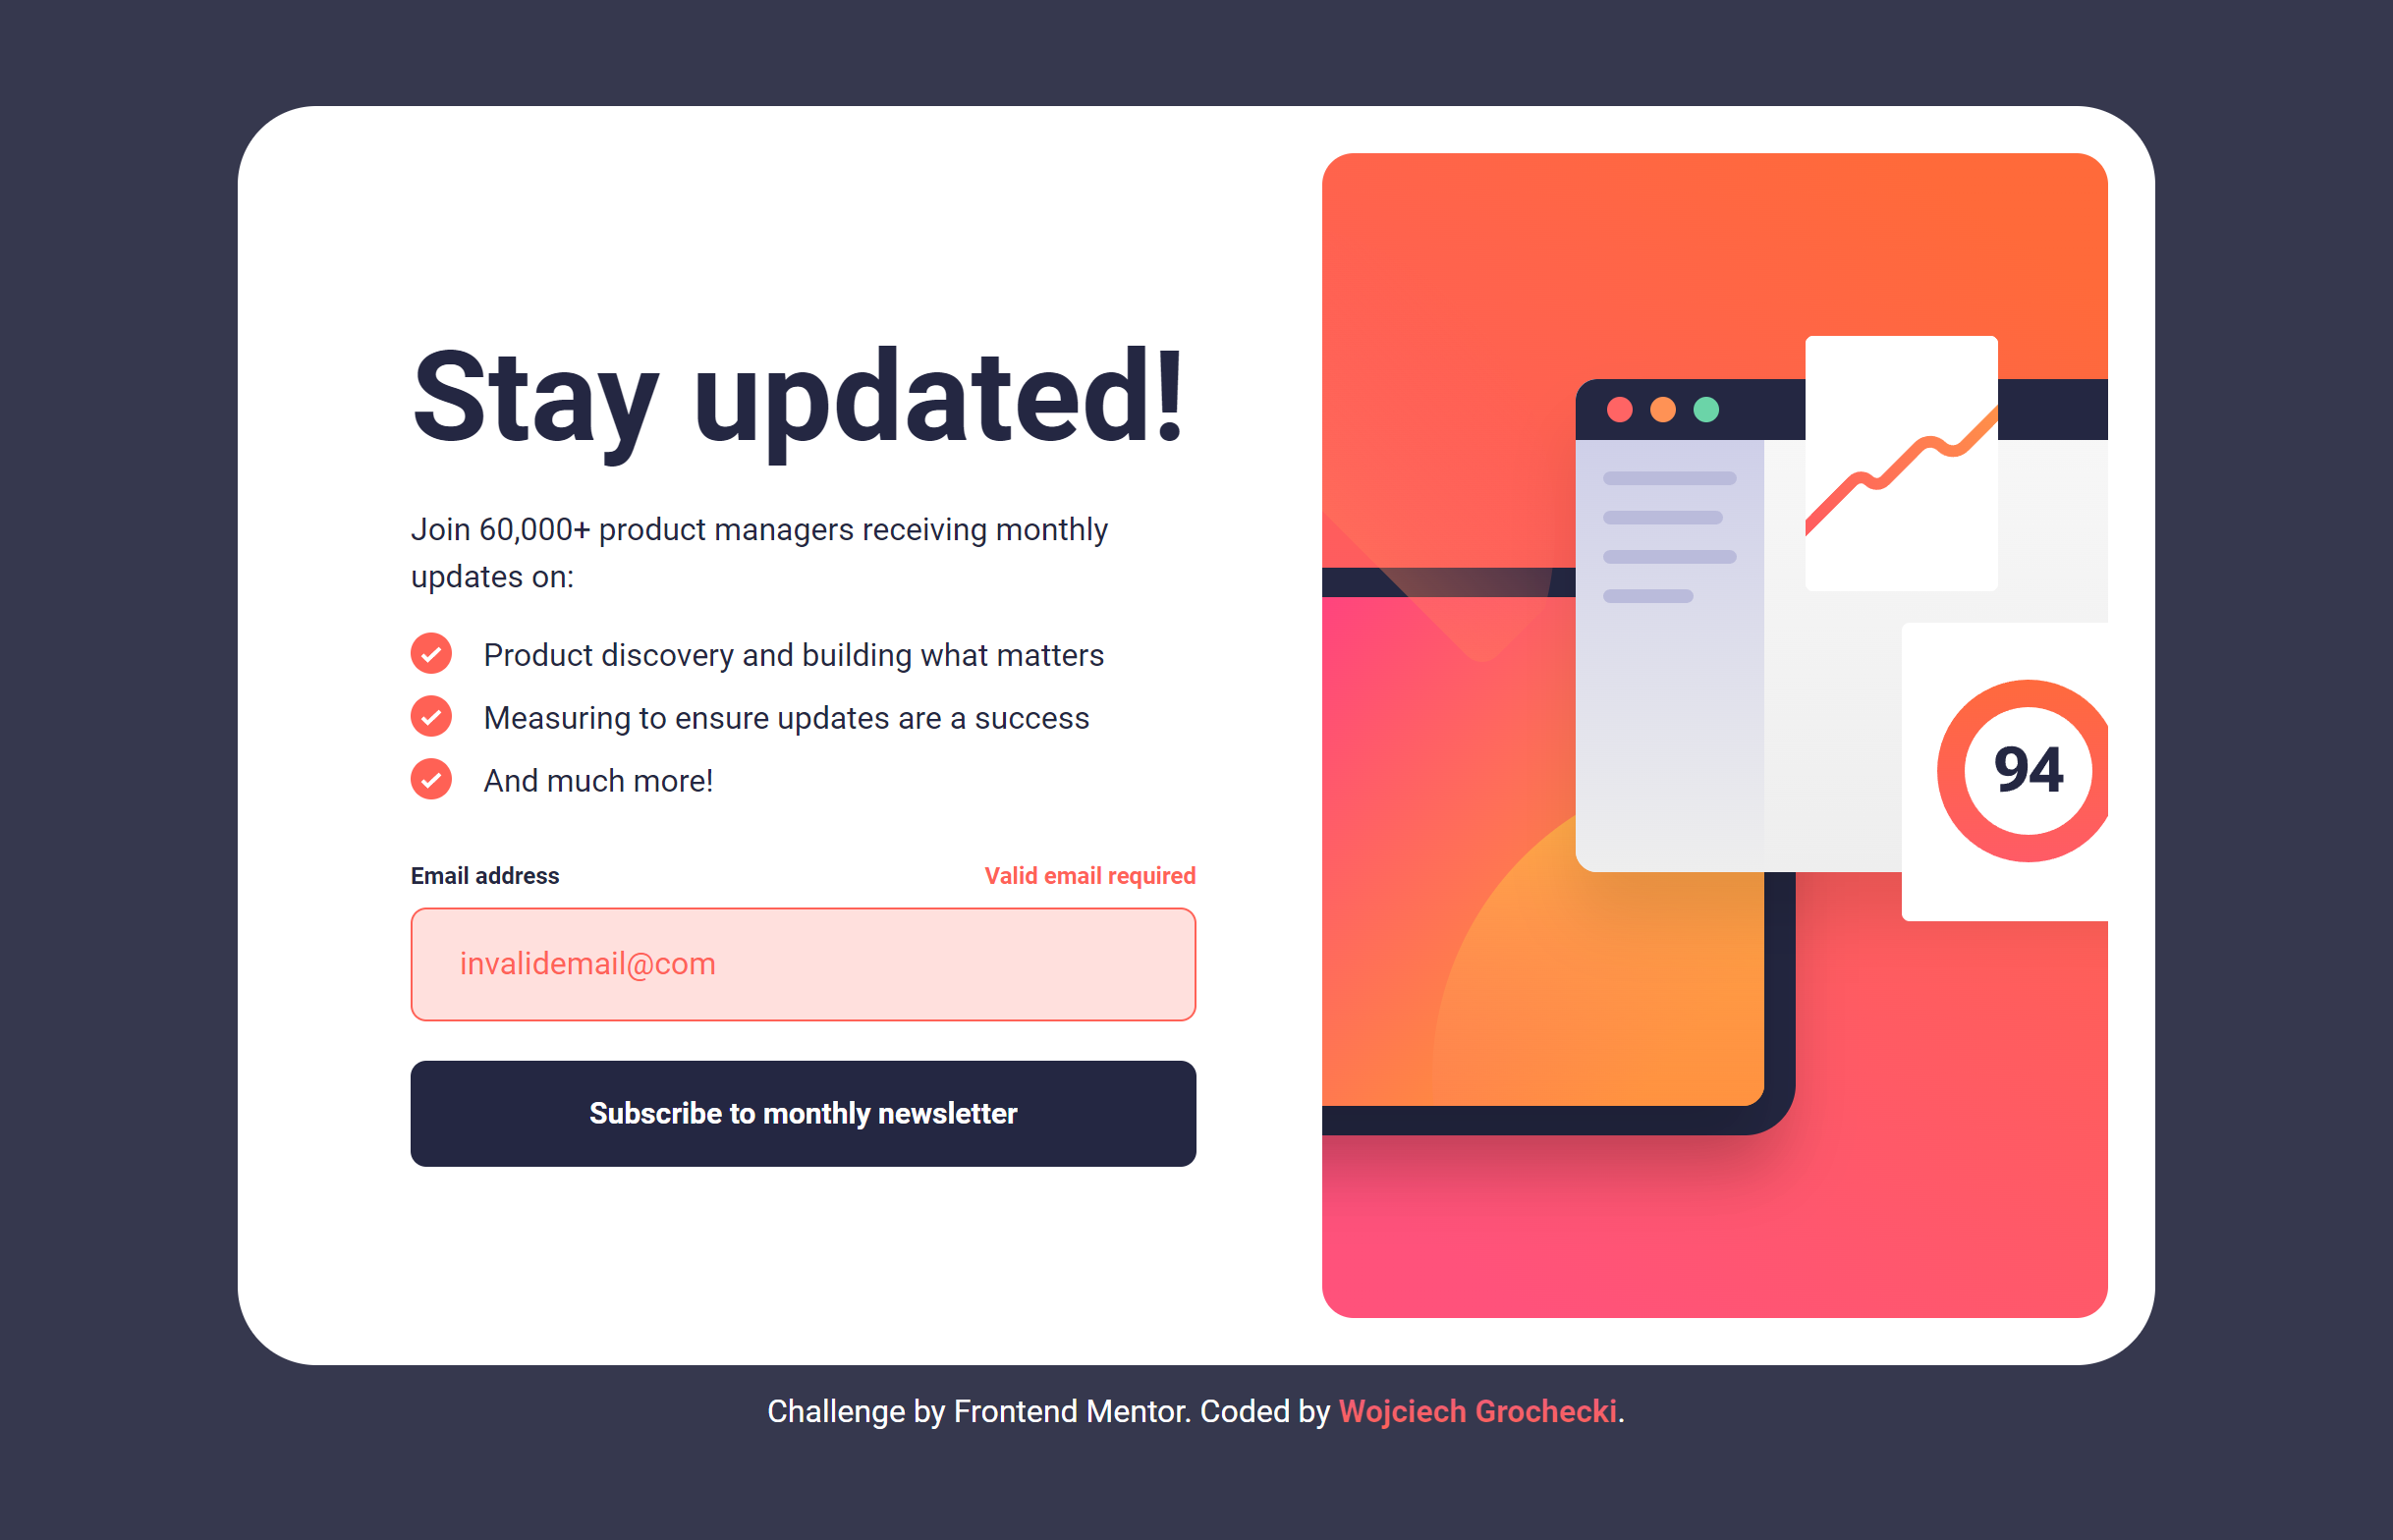 Stay updated!
Join 60,000+ product managers receiving monthly
updates on:
Product discovery and building what matters
Measuring to ensure updates are a success
And much more!
Email address
Valid email required
invalidemail@com
Subscribe to monthly newsletter
94
Challenge by Frontend Mentor. Coded by Wojciech Grochecki.